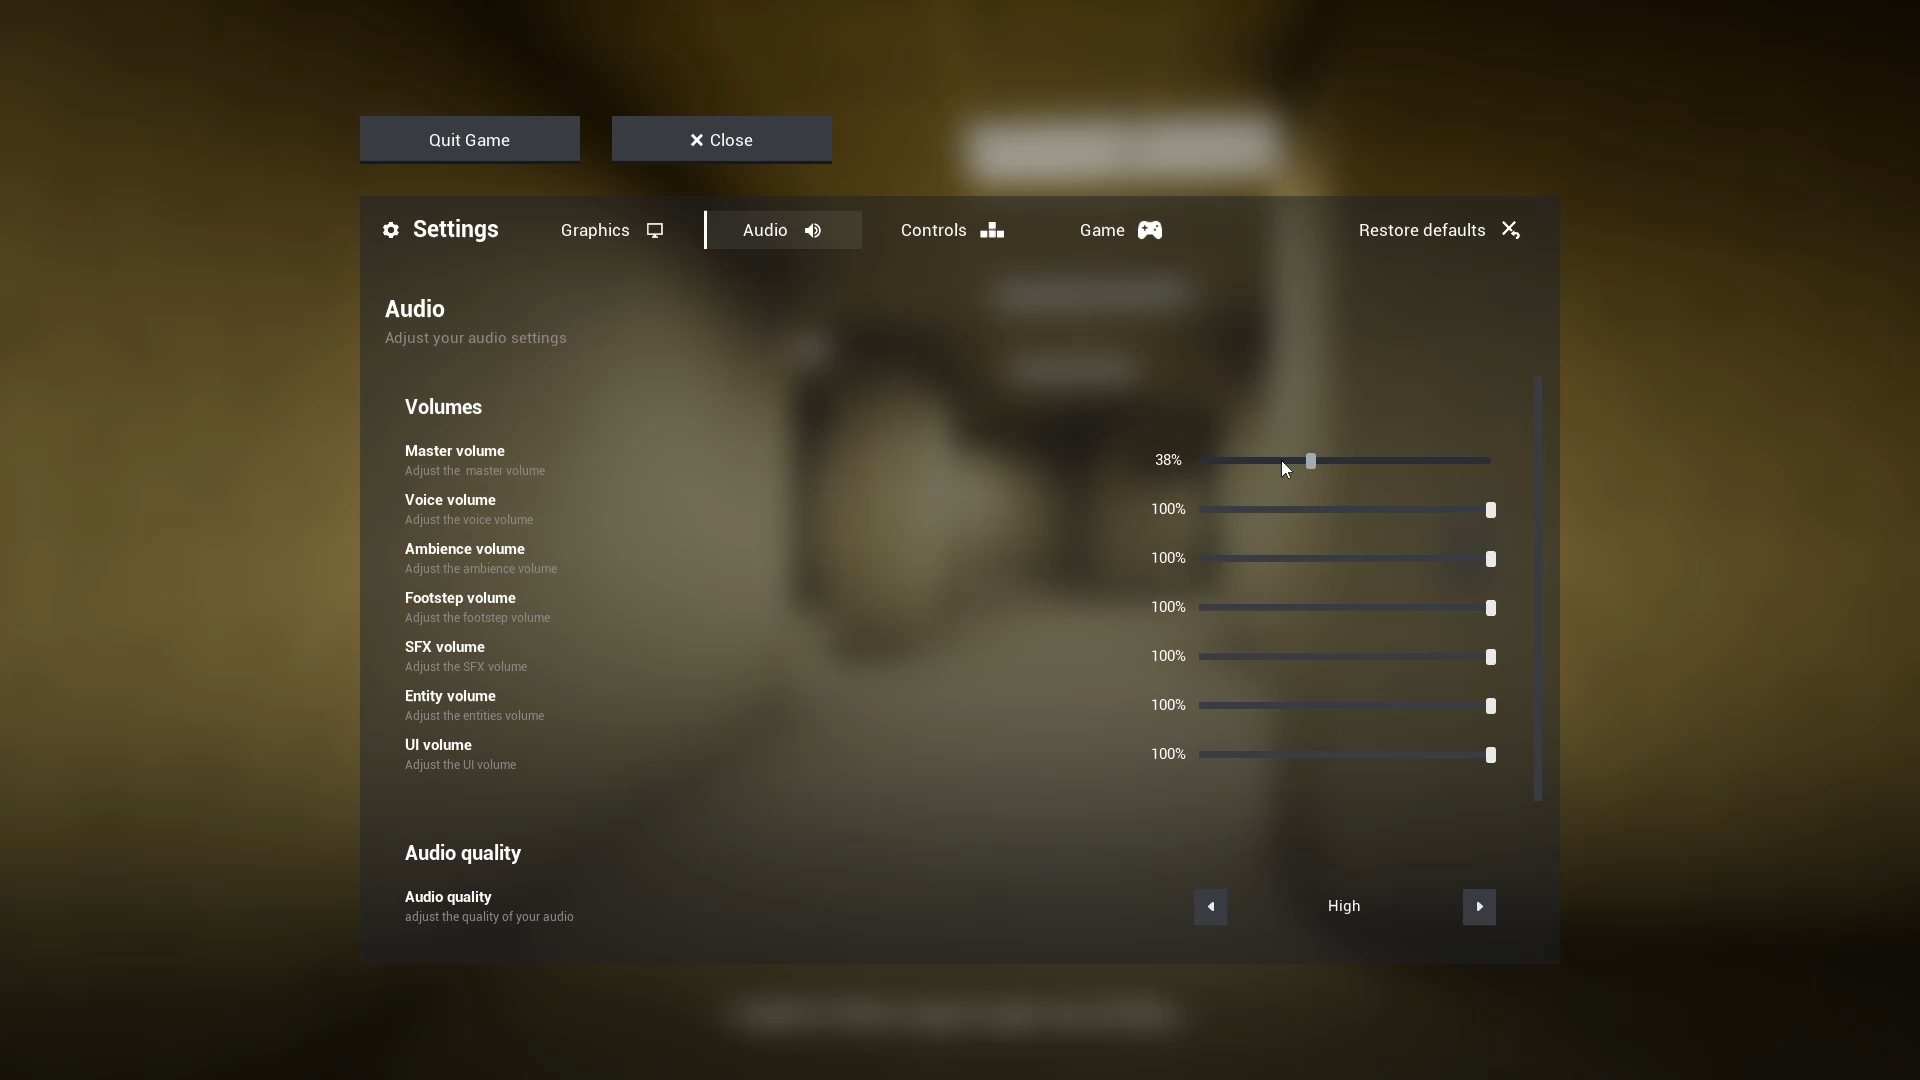 Quit Game
Close
Settings
Graphics
Audio
Controls
Game
Restore defaults
Audio
Adjust your audio settings
Volumes
Master volume
Adjust the  master volume
38%
Voice volume
Adjust the voice volume
100%
Ambience volume
Adjust the ambience volume
100%
Footstep volume
Adjust the footstep volume
100%
SFX volume
Adjust the SFX volume
100%
Entity volume
Adjust the entities volume
100%
UI volume
Adjust the UI volume
100%
Audio quality
Audio quality
adjust the quality of your audio
High